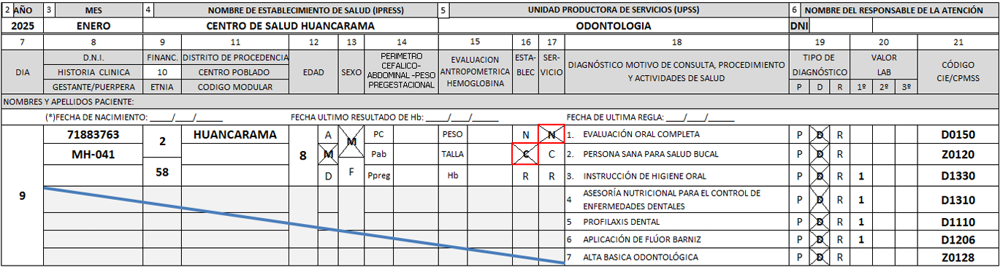 2 AÑO 3 MES 4 NOMBRE DE ESTABLECIMIENTO DE SALUD (IPRESS) 5 UNIDAD PRODUCTORA DE SERVICIOS (UPSS) 6 NOMBRE DEL RESPONSABLE DE LA ATENCIÓN
2025 ENERO CENTRO DE SALUD HUANCARAMA ODONTOLOGIA DNI
7 8 9 11 12 13 14 15 16 17 18 19 20 21
DIA
D.N.I.
HISTORIA CLINICA
GESTANTE/PUERPERA
FINANC.
10
ETNIA
DISTRITO DE PROCEDENCIA
CENTRO POBLADO
CODIGO MODULAR
EDAD
SEXO
PERIMETRO
CEFALICO-
ABDOMINAL -PESO
PREGESTACIONAL
EVALUACION
ANTROPOMETRICA
HEMOGLOBINA
ESTA-
BLEC
SER-
VICIO
DIAGNÓSTICO MOTIVO DE CONSULTA, PROCEDIMIENTO
Y ACTIVIDADES DE SALUD
TIPO DE
DIAGNÓSTICO
P D R
VALOR
LAB
1º 2º 3º
CÓDIGO
CIE/CPMSS
NOMBRES Y APELLIDOS PACIENTE:
(*)FECHA DE NACIMIENTO: ____/____/_____ FECHA ULTIMO RESULTADO DE Hb: ____/____/_____ FECHA DE ULTIMA REGLA: ____/____/_____
9
71883763 2 HUANCARAMA 8 A M PC PESO N N 1. EVALUACIÓN ORAL COMPLETA P D R D0150
MH-041 M Pab TALLA C C 2. PERSONA SANA PARA SALUD BUCAL P D R Z0120
58 D F Ppreg Hb R R 3. INSTRUCCIÓN DE HIGIENE ORAL P D R 1 D1330
4 ASESORÍA NUTRICIONAL PARA EL CONTROL DE
ENFERMEDADES DENTALES P D R 1 D1310
5 PROFILAXIS DENTAL P D R 1 D1110
6 APLICACIÓN DE FLÚOR BARNIZ P D R 1 D1206
7 ALTA BASICA ODONTOLÓGICA P D R Z0128